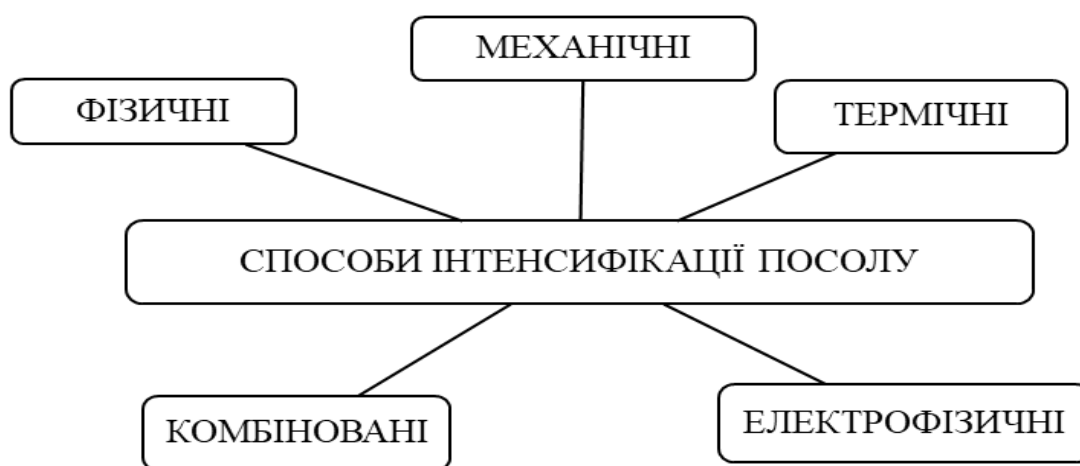 МЕХАНІЧНІ
ФІЗИЧНІ
ТЕРМІЧНІ
СПОСОБИ ІНТЕНСИФІКАЦІЇ ПОСОЛУ
КОМБІНОВАНІ
ЕЛЕКТРОФІЗИЧНІ